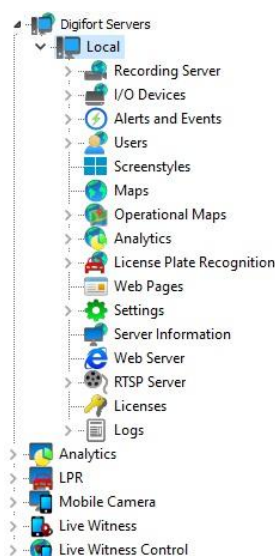 Digifort Servers
Local
Recording Server
I/O Devices
Alerts and Events
Users
Screenstyles
Maps
Operational Maps
Analytics
License Plate Recognition
Web Pages
Settings
Server Information
Web Server
RTSP Server
Licenses
Logs
Analytics
LPR
Mobile Camera
Live Witness
Live Witness Control